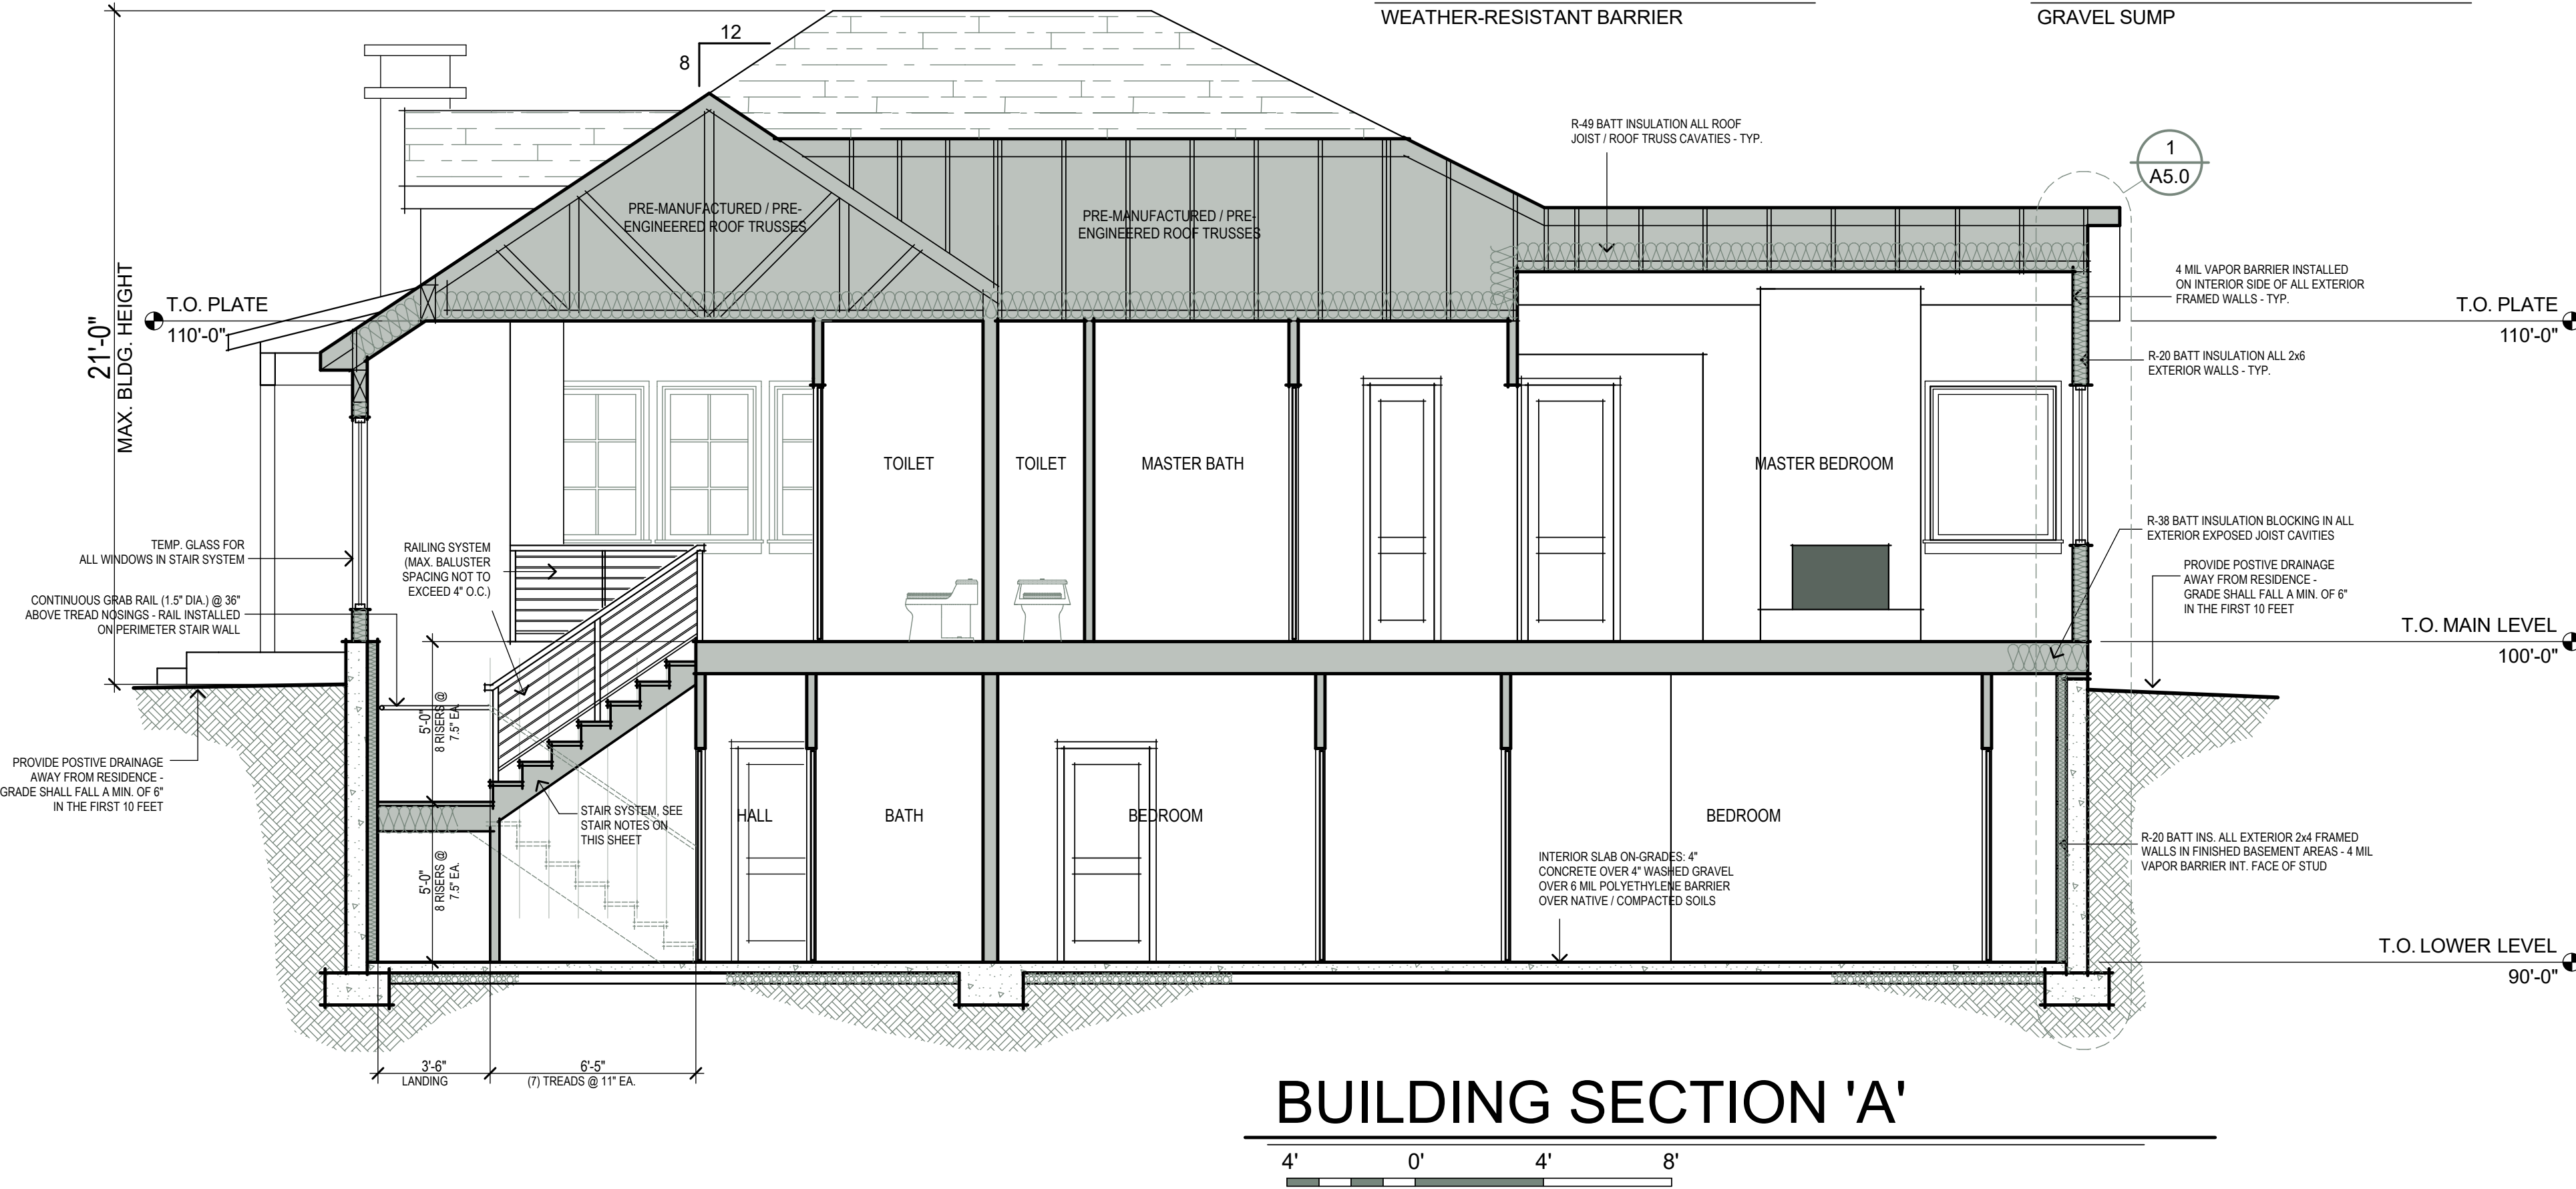 WEATHER-RESISTANT BARRIER
GRAVEL SUMP
12
8
R-49 BATT INSULATION ALL ROOF
JOIST / ROOF TRUSS CAVATIES - TYP.
1
A5.0
PRE-MANUFACTURED / PRE-
ENGINEERED ROOF TRUSSES
PRE-MANUFACTURED / PRE-
ENGINEERED ROOF TRUSSES
21'-0"
MAX. BLDG. HEIGHT
T.O. PLATE
110'-0"
4 MIL VAPOR BARRIER INSTALLED
ON INTERIOR SIDE OF ALL EXTERIOR
FRAMED WALLS - TYP.
T.O. PLATE
110'-0"
R-20 BATT INSULATION ALL 2x6
EXTERIOR WALLS - TYP.
TOILET
TOILET
MASTER BATH
MASTER BEDROOM
TEMP. GLASS FOR
ALL WINDOWS IN STAIR SYSTEM
RAILING SYSTEM
(MAX. BALUSTER
SPACING NOT TO
EXCEED 4" O.C.)
CONTINUOUS GRAB RAIL (1.5" DIA.) @ 36"
ABOVE TREAD NOSINGS - RAIL INSTALLED
ON PERIMETER STAIR WALL
R-38 BATT INSULATION BLOCKING IN ALL
EXTERIOR EXPOSED JOIST CAVITIES
PROVIDE POSTIVE DRAINAGE
AWAY FROM RESIDENCE -
GRADE SHALL FALL A MIN. OF 6"
IN THE FIRST 10 FEET
T.O. MAIN LEVEL
100'-0"
5'-0"
8 RISERS @
7.5" EA.
PROVIDE POSTIVE DRAINAGE
AWAY FROM RESIDENCE -
GRADE SHALL FALL A MIN. OF 6"
IN THE FIRST 10 FEET
STAIR SYSTEM, SEE
STAIR NOTES ON
THIS SHEET
HALL
BATH
BEDROOM
BEDROOM
5'-0"
8 RISERS @
7.5" EA.
INTERIOR SLAB ON-GRADES: 4"
CONCRETE OVER 4" WASHED GRAVEL
OVER 6 MIL POLYETHYLENE BARRIER
OVER NATIVE / COMPACTED SOILS
R-20 BATT INS. ALL EXTERIOR 2x4 FRAMED
WALLS IN FINISHED BASEMENT AREAS - 4 MIL
VAPOR BARRIER INT. FACE OF STUD
T.O. LOWER LEVEL
90'-0"
3'-6"
LANDING
6'-5"
(7) TREADS @ 11" EA.
BUILDING SECTION 'A'
4' 0' 4' 8'